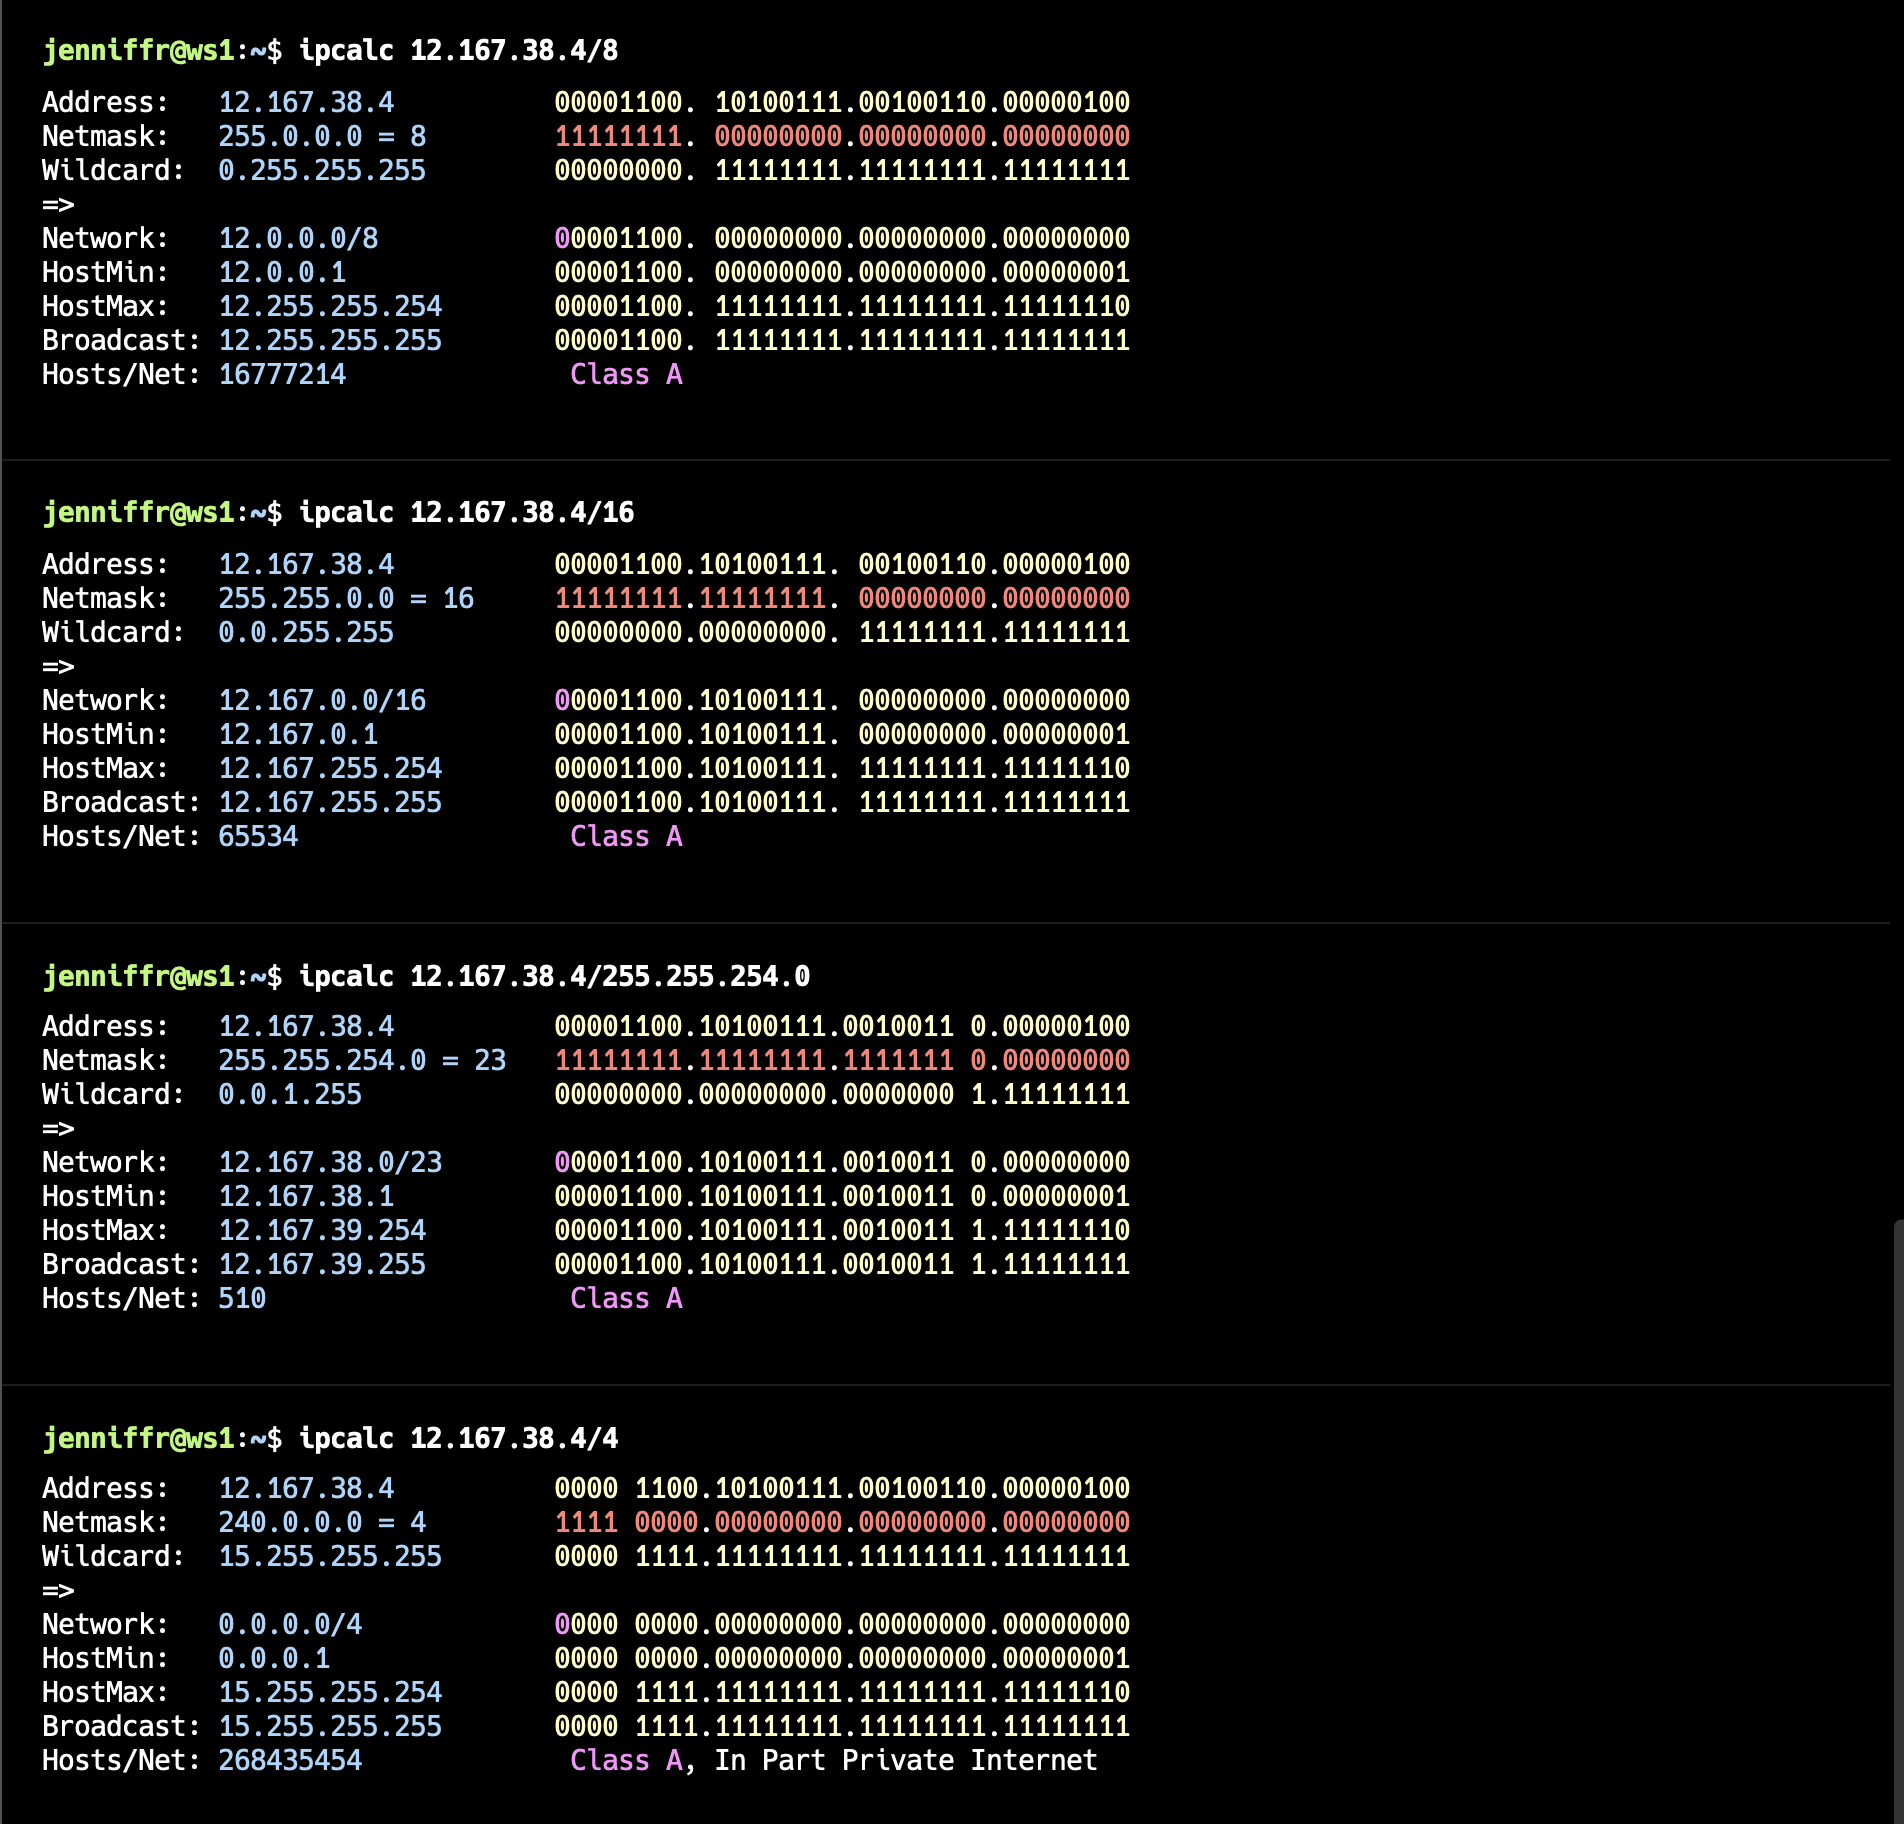 jenniffr@ws1:~$ ipcalc 12.167.38.4/8
Address:   12.167.38.4          00001100. 10100111.00100110.00000100
Netmask:   255.0.0.0 = 8        11111111. 00000000.00000000.00000000
Wildcard:  0.255.255.255        00000000. 11111111.11111111.11111111
=>
Network:   12.0.0.0/8           00001100. 00000000.00000000.00000000
HostMin:   12.0.0.1             00001100. 00000000.00000000.00000001
HostMax:   12.255.255.254       00001100. 11111111.11111111.11111110
Broadcast: 12.255.255.255       00001100. 11111111.11111111.11111111
Hosts/Net: 16777214              Class A
jenniffr@ws1:~$ ipcalc 12.167.38.4/16
Address:   12.167.38.4          00001100.10100111. 00100110.00000100
Netmask:   255.255.0.0 = 16     11111111.11111111. 00000000.00000000
Wildcard:  0.0.255.255          00000000.00000000. 11111111.11111111
=>
Network:   12.167.0.0/16        00001100.10100111. 00000000.00000000
HostMin:   12.167.0.1           00001100.10100111. 00000000.00000001
HostMax:   12.167.255.254       00001100.10100111. 11111111.11111110
Broadcast: 12.167.255.255       00001100.10100111. 11111111.11111111
Hosts/Net: 65534                 Class A
jenniffr@ws1:~$ ipcalc 12.167.38.4/255.255.254.0
Address:   12.167.38.4          00001100.10100111.0010011 0.00000100
Netmask:   255.255.254.0 = 23   11111111.11111111.1111111 0.00000000
Wildcard:  0.0.1.255            00000000.00000000.0000000 1.11111111
=>
Network:   12.167.38.0/23       00001100.10100111.0010011 0.00000000
HostMin:   12.167.38.1          00001100.10100111.0010011 0.00000001
HostMax:   12.167.39.254        00001100.10100111.0010011 1.11111110
Broadcast: 12.167.39.255        00001100.10100111.0010011 1.11111111
Hosts/Net: 510                   Class A
jenniffr@ws1:~$ ipcalc 12.167.38.4/4
Address:   12.167.38.4          0000 1100.10100111.00100110.00000100
Netmask:   240.0.0.0 = 4        1111 0000.00000000.00000000.00000000
Wildcard:  15.255.255.255       0000 1111.11111111.11111111.11111111
=>
Network:   0.0.0.0/4            0000 0000.00000000.00000000.00000000
HostMin:   0.0.0.1              0000 0000.00000000.00000000.00000001
HostMax:   15.255.255.254       0000 1111.11111111.11111111.11111110
Broadcast: 15.255.255.255       0000 1111.11111111.11111111.11111111
Hosts/Net: 268435454             Class A, In Part Private Internet